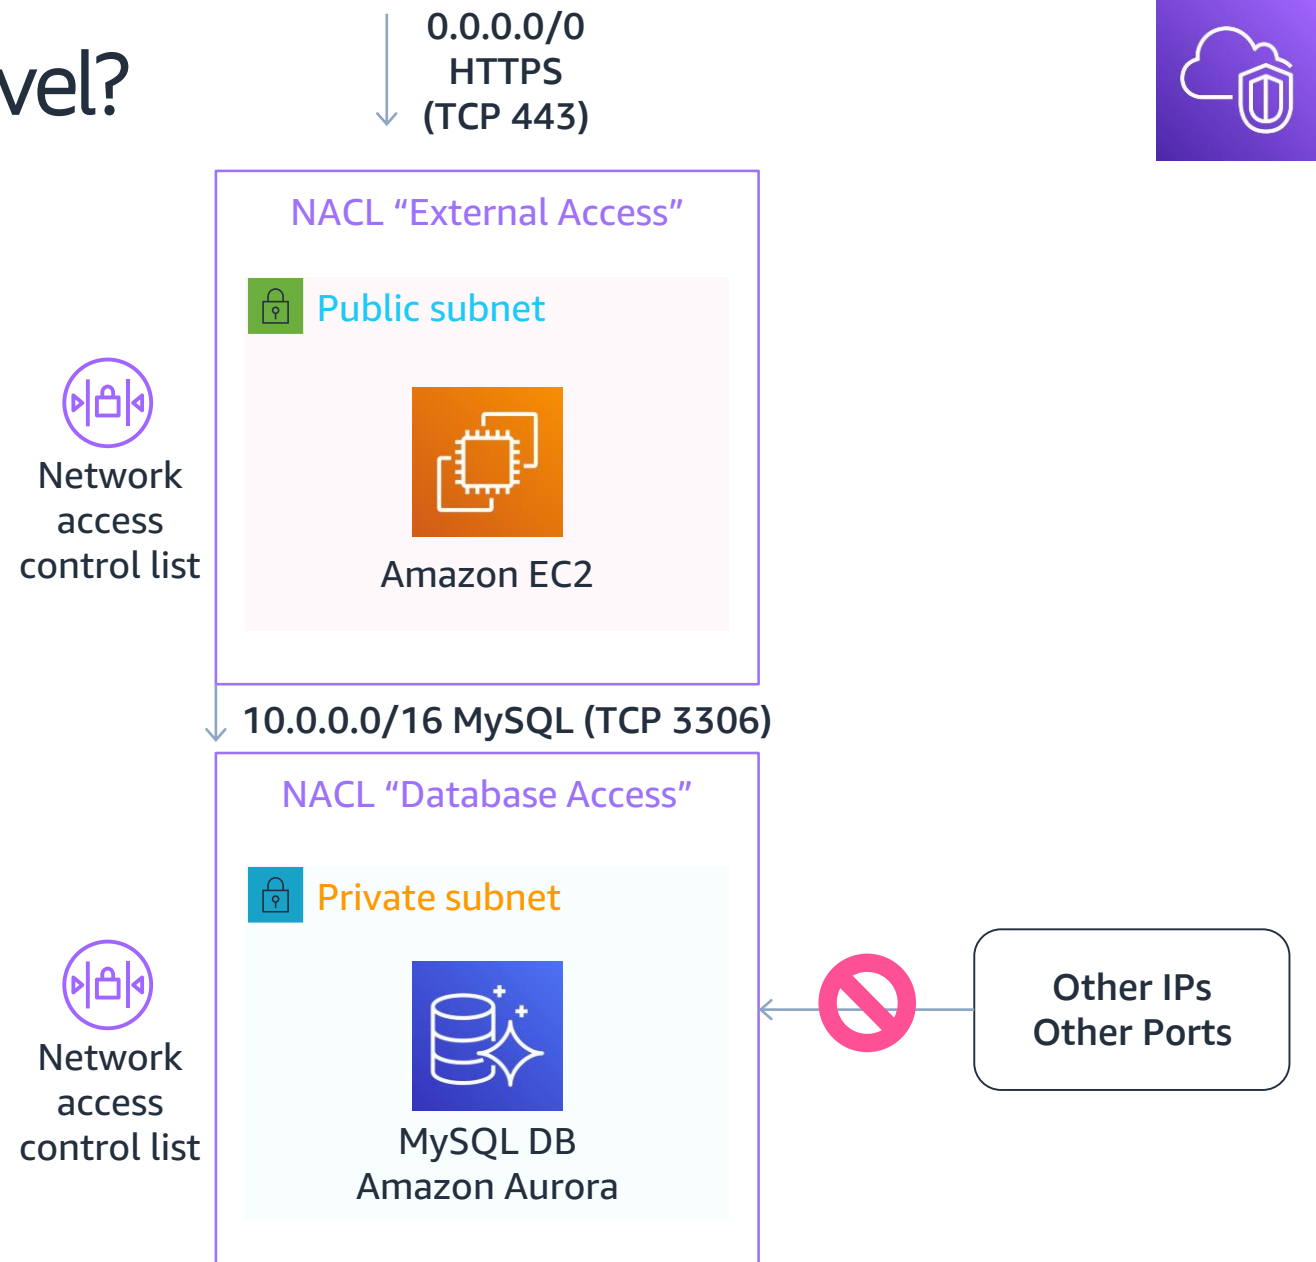 vel?
0.0.0.0/0
HTTPS
(TCP 443)
NACL “External Access”
Public subnet
Network
access
control list
Amazon EC2
10.0.0.0/16 MySQL (TCP 3306)
NACL “Database Access”
Private subnet
Other IPs
Other Ports
Network
access
control list
MySQL DB
Amazon Aurora